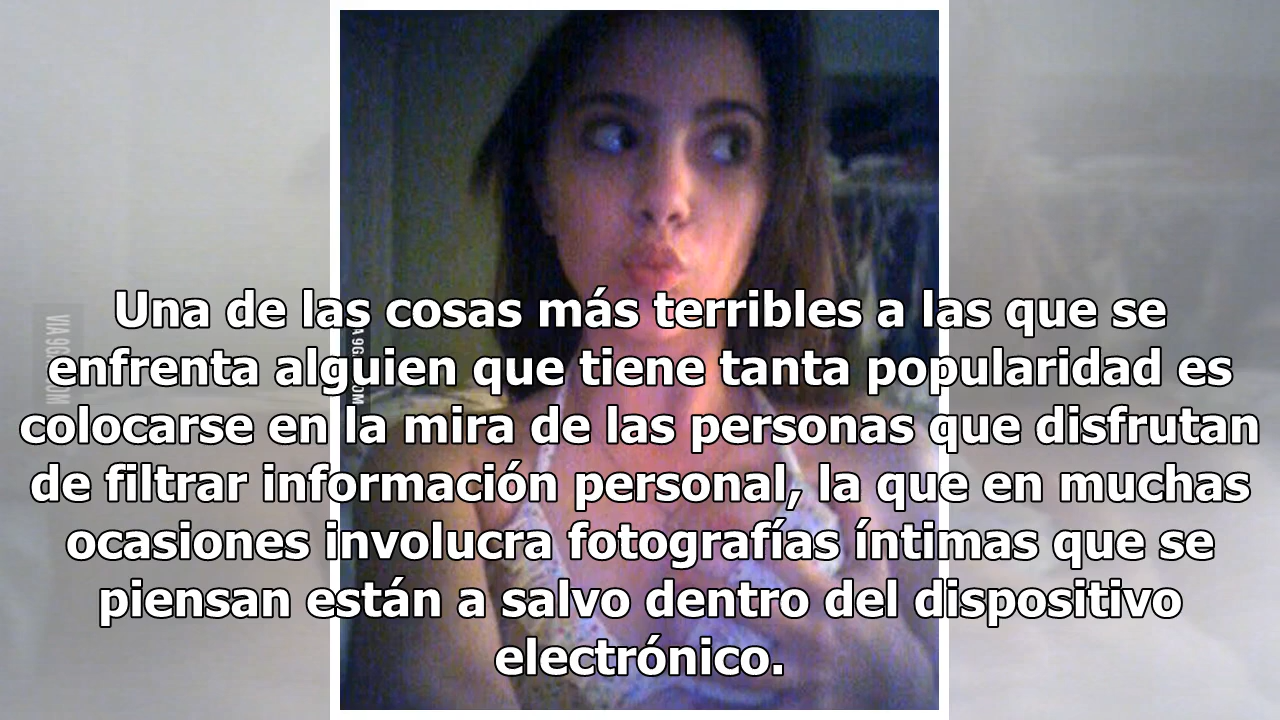 Una de las cosas más terribles a las que se
enfrenta alguien que tiene tanta popularidad es
colocarse en la mira de las personas que disfrutan
de filtrar información personal, la que en muchas
ocasiones involucra fotografías íntimas que se
piensan están a salvo dentro del dispositivo
electrónico.
VIA 9G